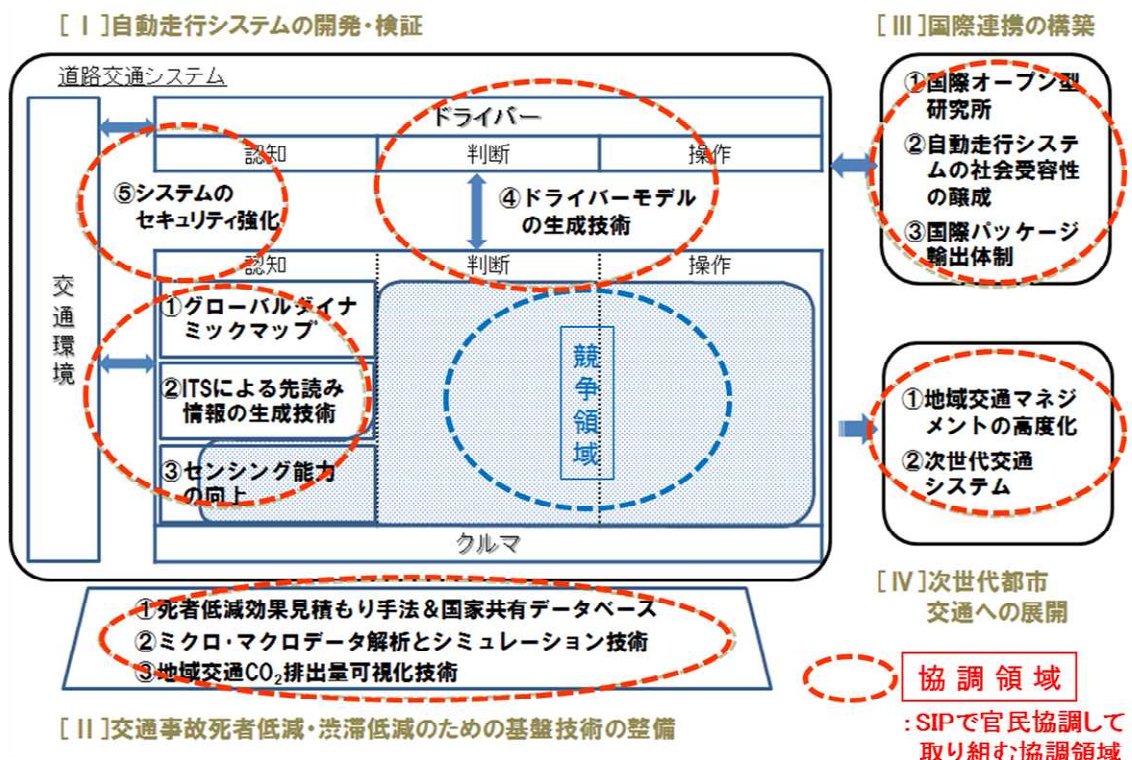 [Ⅰ]自動走行システムの開発・検証
道路交通システム
交通環境
ドライバー
認知
判断
操作
⑤システムの
セキュリティ強化
④ドライバーモデル
の生成技術
認知
判断
操作
①グローバルダイナ
ミックマップ
②ITSによる先読み
情報の生成技術
③センシング能力
の向上
競争領域
クルマ
[Ⅲ]国際連携の構築
①国際オープン型
研究所
②自動走行システ
ムの社会受容性
の醸成
③国際パッケージ
輸出体制
①地域交通マネジ
メントの高度化
②次世代交通
システム
[Ⅳ]次世代都市
交通への展開
①死者低減効果見積もり手法&国家共有データベース
②ミクロ・マクロデータ解析とシミュレーション技術
③地域交通CO₂排出量可視化技術
[Ⅱ]交通事故死者低減・渋滞低減のための基盤技術の整備
協調領域
:SIPで官民協調して
取り組む協調領域